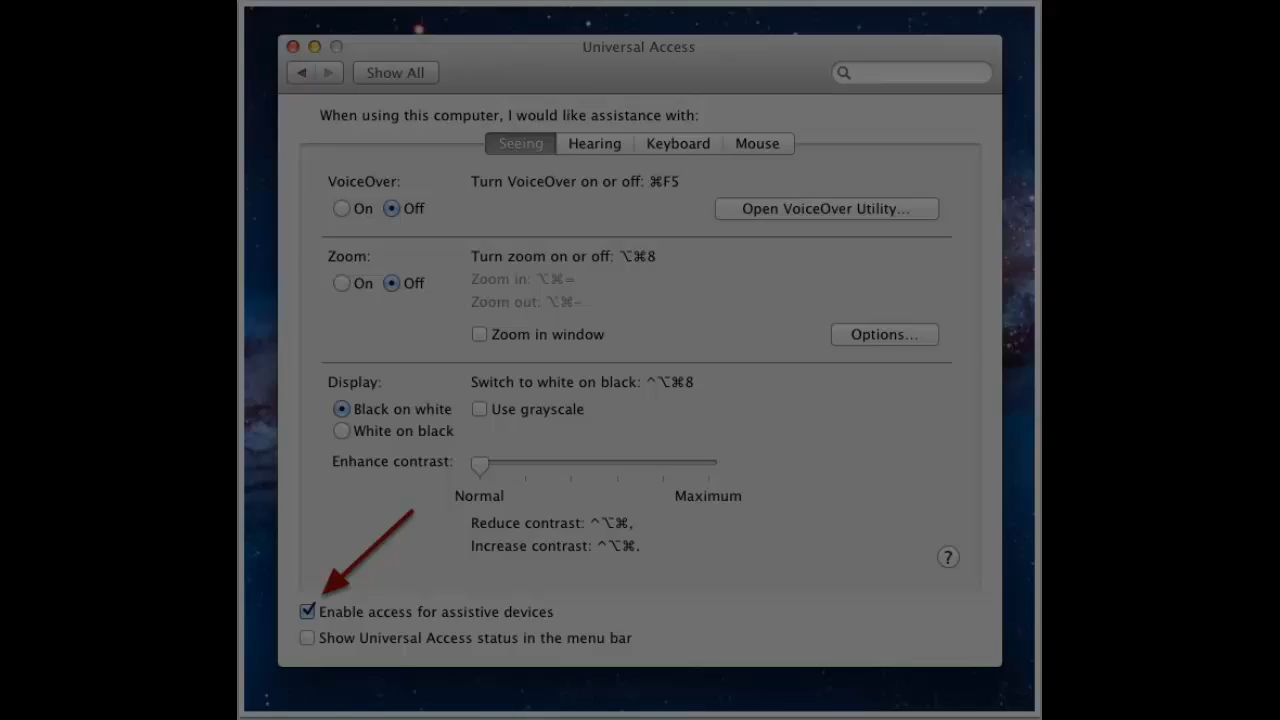 Universal Access
Show All
When using this computer, I would like assistance with:
Seeing Hearing Keyboard Mouse
VoiceOver: Turn VoiceOver on or off: ⌘F5
On Off Open VoiceOver Utility...
Zoom: Turn zoom on or off: ⌥⌘8
On Off Zoom in: ⌥⌘=
Zoom out: ⌥⌘-
Zoom in window Options...
Display: Switch to white on black: ^⌥⌘8
Black on white Use grayscale
White on black
Enhance contrast:
Normal Maximum
Reduce contrast: ^⌥⌘,
Increase contrast: ^⌥⌘.
?
Enable access for assistive devices
Show Universal Access status in the menu bar